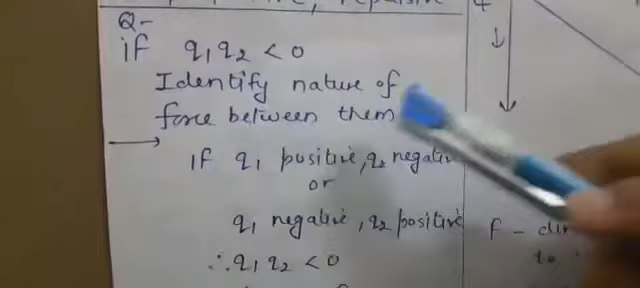 Q-
if q₁q₂ < 0
Identify nature of
force between them
→
if q₁ positive, q₂ negative
or
q₁ negative, q₂ positive
∴ q₁q₂ < 0
f -
to